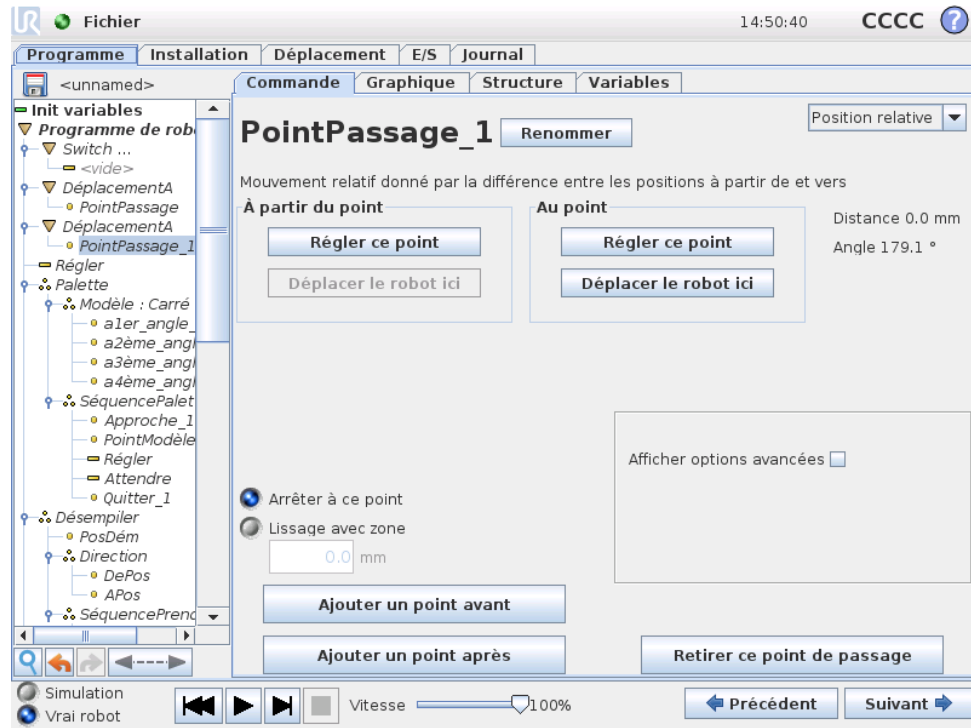 UR Fichier 14:50:40 CCCC ?
Programme Installation Déplacement E/S Journal
<unnamed>
Commande Graphique Structure Variables
Init variables
Programme de rob
Switch ...
<vide>
DéplacementA
PointPassage
DéplacementA
PointPassage_1
Régler
Palette
Modèle : Carré
a1er_angle_
a2ème_angl
a3ème_angl
a4ème_angl
SéquencePalet
Approche_1
PointModèle
Régler
Attendre
Quitter_1
Désempiler
PosDém
Direction
DePos
APos
SéquencePrend
PointPassage_1 Renommer Position relative
Mouvement relatif donné par la différence entre les positions à partir de et vers
À partir du point Au point
Régler ce point Régler ce point
Déplacer le robot ici Déplacer le robot ici
Distance 0.0 mm
Angle 179.1 °
Afficher options avancées
Arrêter à ce point
Lissage avec zone
0.0 mm
Ajouter un point avant
Ajouter un point après Retirer ce point de passage
Simulation
Vrai robot
Vitesse 100% Précédent Suivant